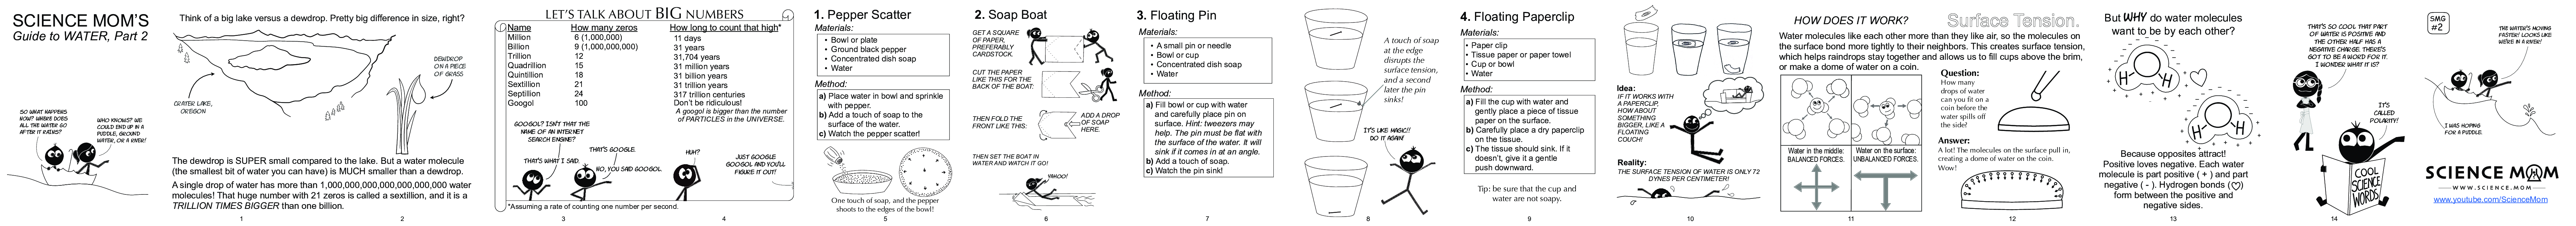 SCIENCE MOM'S
Guide to WATER, Part 2
SO WHAT HAPPENS
NOW? WHERE DOES
ALL THE WATER GO
AFTER IT RAINS?
WHO KNOWS? WE
COULD END UP IN A
PUDDLE, GROUND
WATER, OR A RIVER!
Think of a big lake versus a dewdrop. Pretty big difference in size, right?
CRATER LAKE,
OREGON
DEWDROP
ON A PIECE
OF GRASS
The dewdrop is SUPER small compared to the lake. But a water molecule
(the smallest bit of water you can have) is MUCH smaller than a dewdrop.
A single drop of water has more than 1,000,000,000,000,000,000,000 water
molecules! That huge number with 21 zeros is called a sextillion, and it is a
TRILLION TIMES BIGGER than one billion.
1
2
LET'S TALK ABOUT BIG NUMBERS
Name How many zeros How long to count that high*
Million 6 (1,000,000) 11 days
Billion 9 (1,000,000,000) 31 years
Trillion 12 31,704 years
Quadrillion 15 31 million years
Quintillion 18 31 billion years
Sextillion 21 31 trillion years
Septillion 24 317 trillion centuries
Googol 100 Don't be ridiculous!
A googol is bigger than the number
of PARTICLES in the UNIVERSE.
GOOGOL? ISN'T THAT THE
NAME OF AN INTERNET
SEARCH ENGINE?
THAT'S GOOGLE.
THAT'S WHAT I SAID.
NO, YOU SAID GOOGOL.
HUH?
JUST GOOGLE
GOOGOL AND YOU'LL
FIGURE IT OUT!
*Assuming a rate of counting one number per second.
3
4
1. Pepper Scatter
Materials:
• Bowl or plate
• Ground black pepper
• Concentrated dish soap
• Water
Method:
a) Place water in bowl and sprinkle
with pepper.
b) Add a touch of soap to the
surface of the water.
c) Watch the pepper scatter!
One touch of soap, and the pepper
shoots to the edges of the bowl!
5
2. Soap Boat
GET A SQUARE
OF PAPER,
PREFERABLY
CARDSTOCK.
CUT THE PAPER
LIKE THIS FOR THE
BACK OF THE BOAT:
THEN FOLD THE
FRONT LIKE THIS:
ADD A DROP
OF SOAP
HERE.
THEN SET THE BOAT IN
WATER AND WATCH IT GO!
YAHOO!
6
3. Floating Pin
Materials:
• A small pin or needle
• Bowl or cup
• Concentrated dish soap
• Water
Method:
a) Fill bowl or cup with water
and carefully place pin on
surface. Hint: tweezers may
help. The pin must be flat with
the surface of the water. It will
sink if it comes in at an angle.
b) Add a touch of soap.
c) Watch the pin sink!
7
A touch of soap
at the edge
disrupts the
surface tension,
and a second
later the pin
sinks!
IT'S LIKE MAGIC!!
DO IT AGAIN!
8
4. Floating Paperclip
Materials:
• Paper clip
• Tissue paper or paper towel
• Cup or bowl
• Water
Method:
a) Fill the cup with water and
gently place a piece of tissue
paper on the surface.
b) Carefully place a dry paperclip
on the tissue.
c) The tissue should sink. If it
doesn't, give it a gentle
push downward.
Tip: be sure that the cup and
water are not soapy.
9
Idea:
IF IT WORKS WITH
A PAPERCLIP,
HOW ABOUT
SOMETHING
BIGGER, LIKE A
FLOATING
COUCH!
Reality:
THE SURFACE TENSION OF WATER IS ONLY 72
DYNES PER CENTIMETER!
10
HOW DOES IT WORK?
Surface Tension.
Water molecules like each other more than they like air, so the molecules on
the surface bond more tightly to their neighbors. This creates surface tension,
which helps raindrops stay together and allows us to fill cups above the brim,
or make a dome of water on a coin.
Water in the middle:
BALANCED FORCES.
Water on the surface:
UNBALANCED FORCES.
11
Question:
How many
drops of water
can you fit on a
coin before the
water spills off
the side?
Answer:
A lot! The molecules on the surface pull in,
creating a dome of water on the coin.
Wow!
12
But WHY do water molecules
want to be by each other?
H
O
H
H
O
H
Because opposites attract!
Positive loves negative. Each water
molecule is part positive ( + ) and part
negative ( - ). Hydrogen bonds (♡)
form between the positive and
negative sides.
13
THAT'S SO COOL THAT PART
OF WATER IS POSITIVE AND
THE OTHER HALF HAS A
NEGATIVE CHARGE. THERE'S
GOT TO BE A WORD FOR IT.
I WONDER WHAT IT IS?
IT'S
CALLED
POLARITY!
COOL
SCIENCE
WORDS
14
SMG
#2
THE WATER'S MOVING
FASTER! LOOKS LIKE
WE'RE IN A RIVER!
I WAS HOPING
FOR A PUDDLE.
SCIENCE MOM
WWW.SCIENCE.MOM
www.youtube.com/ScienceMom